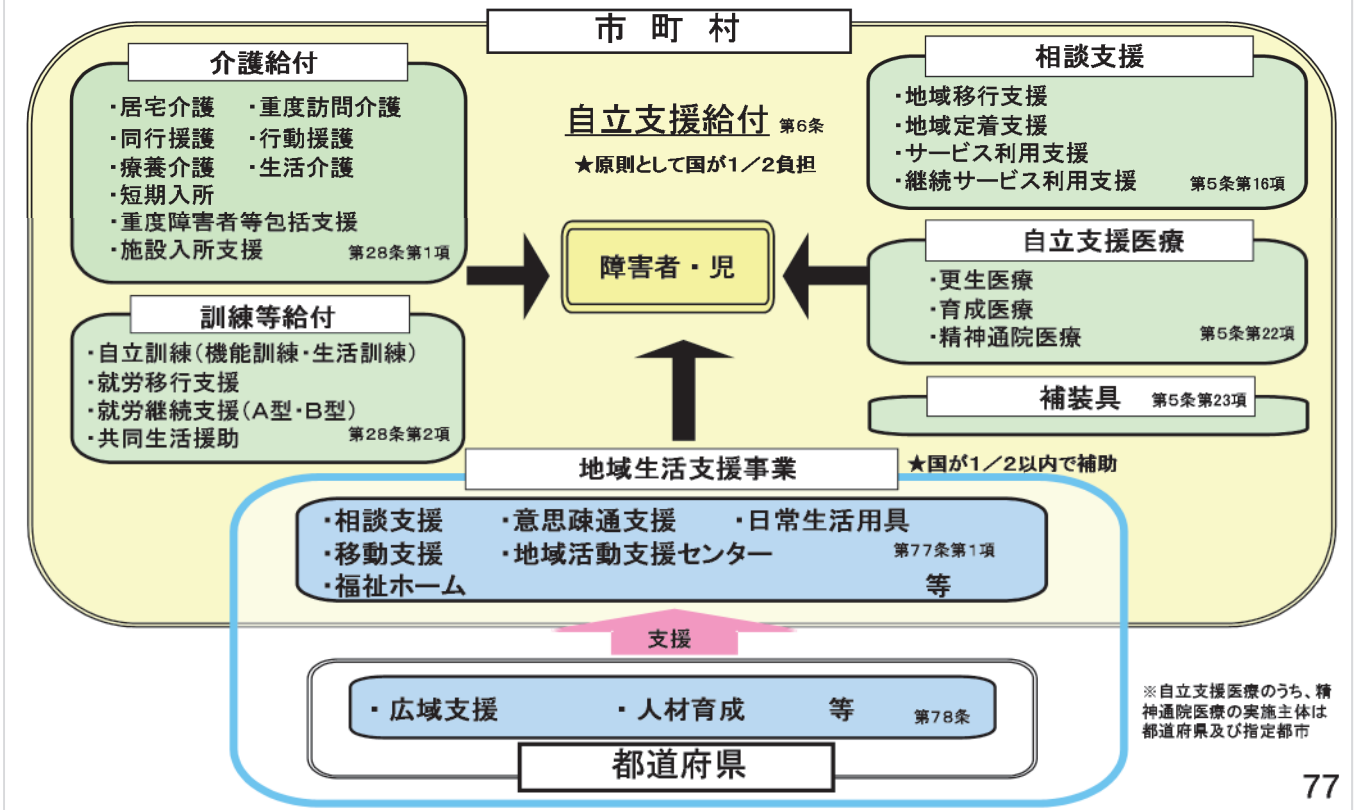 市町村
介護給付
・居宅介護　・重度訪問介護
・同行援護　・行動援護
・療養介護　・生活介護
・短期入所
・重度障害者等包括支援
・施設入所支援　第28条第1項
訓練等給付
・自立訓練(機能訓練・生活訓練)
・就労移行支援
・就労継続支援(A型・B型)
・共同生活援助　第28条第2項
自立支援給付　第6条
★原則として国が1／2負担
障害者・児
相談支援
・地域移行支援
・地域定着支援
・サービス利用支援
・継続サービス利用支援　第5条第16項
自立支援医療
・更生医療
・育成医療
・精神通院医療　第5条第22項
補装具　第5条第23項
地域生活支援事業
★国が1／2以内で補助
・相談支援　・意思疎通支援　・日常生活用具
・移動支援　・地域活動支援センター　第77条第1項
・福祉ホーム　等
支援
・広域支援　・人材育成　等　第78条
都道府県
※自立支援医療のうち、精
神通院医療の実施主体は
都道府県及び指定都市
77